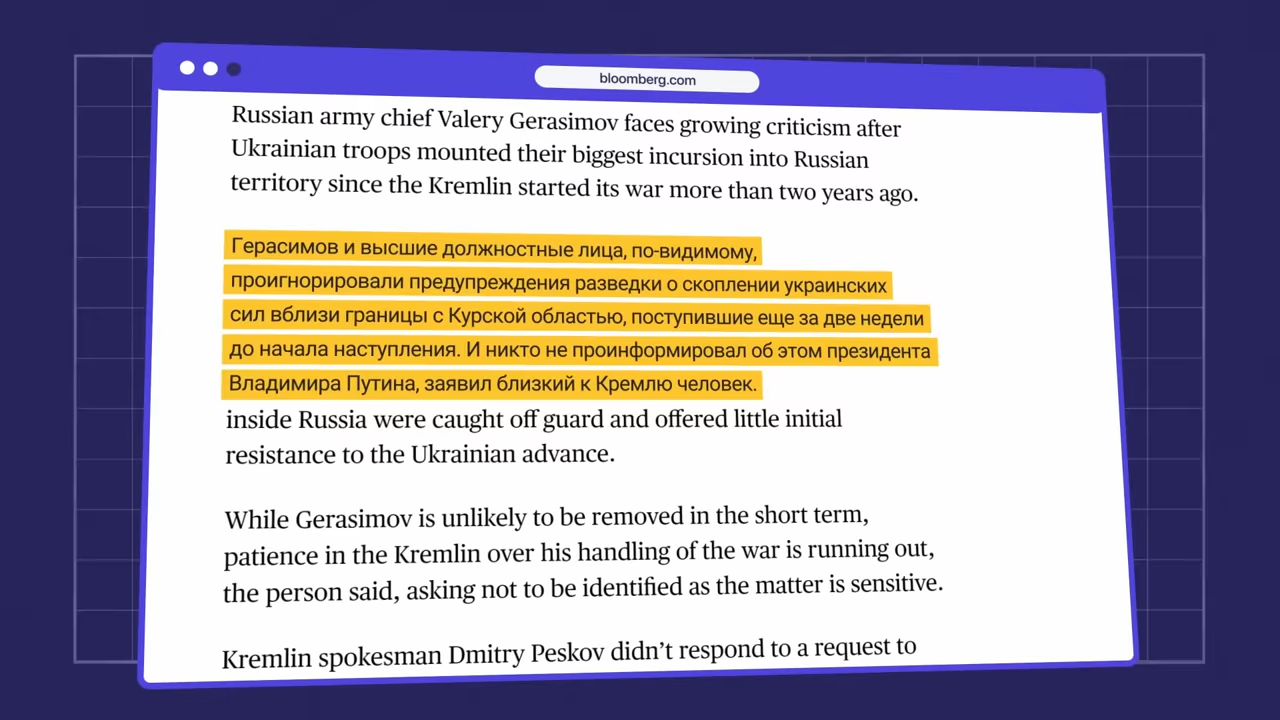 bloomberg.com
Russian army chief Valery Gerasimov faces growing criticism after
Ukrainian troops mounted their biggest incursion into Russian
territory since the Kremlin started its war more than two years ago.
Герасимов и высшие должностные лица, по-видимому,
проигнорировали предупреждения разведки о скоплении украинских
сил вблизи границы с Курской областью, поступившие еще за две недели
до начала наступления. И никто не проинформировал об этом президента
Владимира Путина, заявил близкий к Кремлю человек.
inside Russia were caught off guard and offered little initial
resistance to the Ukrainian advance.
While Gerasimov is unlikely to be removed in the short term,
patience in the Kremlin over his handling of the war is running out,
the person said, asking not to be identified as the matter is sensitive.
Kremlin spokesman Dmitry Peskov didn’t respond to a request to